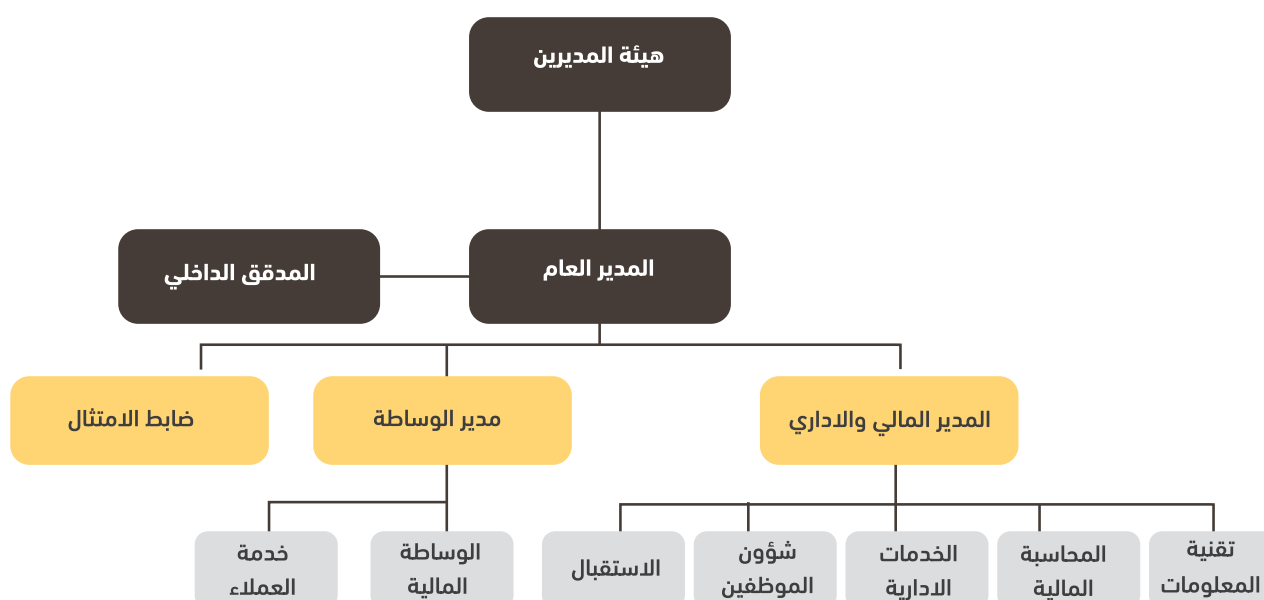 هيئة المديرين
المدير العام
المدقق الداخلي
المدير المالي والاداري
مدير الوساطة
ضابط الامتثال
تقنية
المعلومات
المحاسبة
المالية
الخدمات
الادارية
شؤون
الموظفين
الاستقبال
الوساطة
المالية
خدمة
العملاء